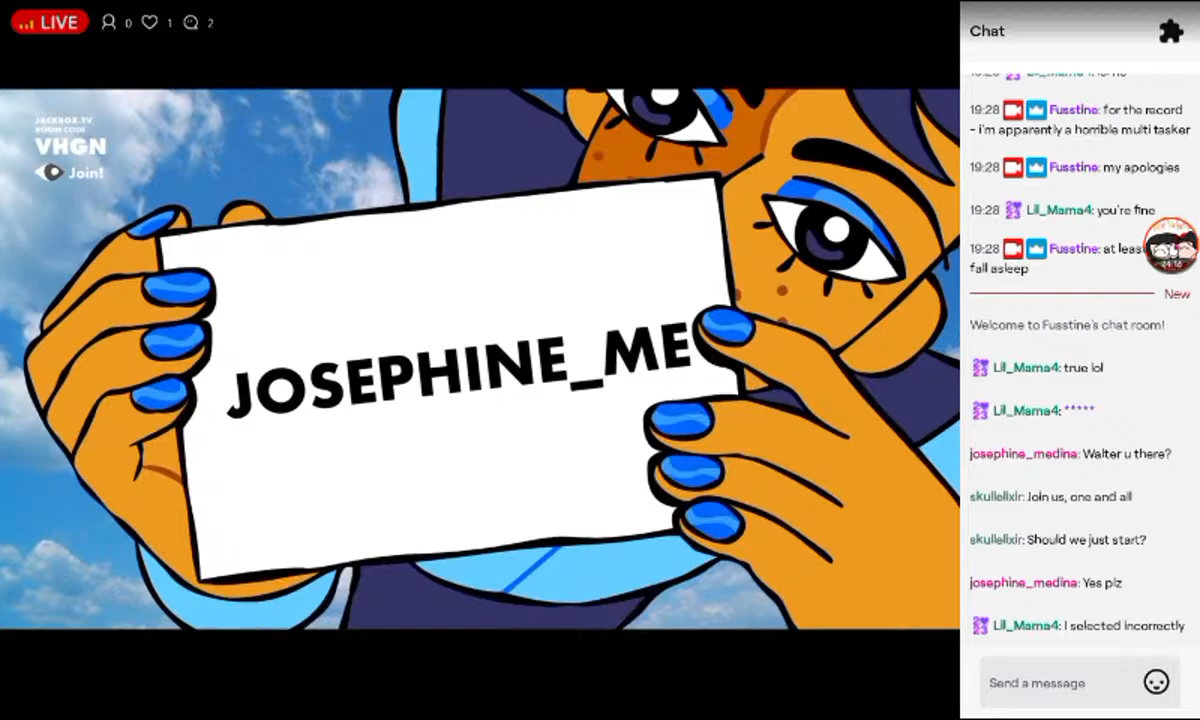 LIVE 0 1 2
JACKBOX.TV
ROOM CODE
VHGN
Join!
JOSEPHINE_ME
Chat
19:28 Fusstine: for the record
- i'm apparently a horrible multi tasker
19:28 Fusstine: my apologies
19:28 Lil_Mama4: you're fine
19:28 Fusstine: at
fall asleep
New
Welcome to Fusstine's chat room!
Lil_Mama4: true lol
Lil_Mama4: *****
josephine_medina: Walter u there?
skullelixir: Join us, one and all
skullelixir: Should we just start?
josephine_medina: Yes plz
Lil_Mama4: I selected incorrectly
Send a message